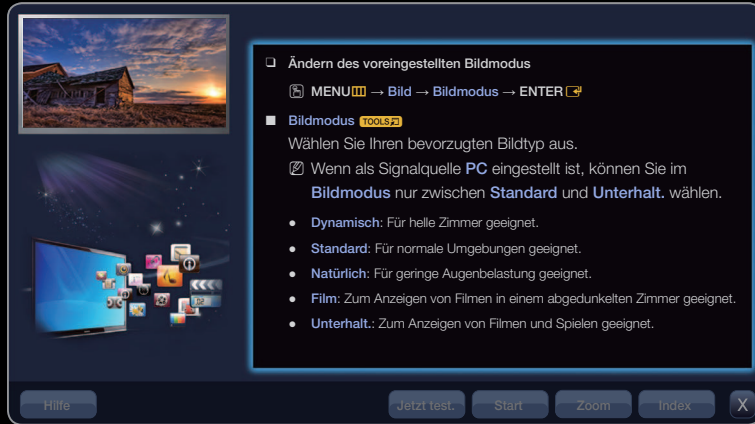 Ändern des voreingestellten Bildmodus
MENU → Bild → Bildmodus → ENTER
Bildmodus TOOLS
Wählen Sie Ihren bevorzugten Bildtyp aus.
Wenn als Signalquelle PC eingestellt ist, können Sie im
Bildmodus nur zwischen Standard und Unterhalt. wählen.
Dynamisch: Für helle Zimmer geeignet.
Standard: Für normale Umgebungen geeignet.
Natürlich: Für geringe Augenbelastung geeignet.
Film: Zum Anzeigen von Filmen in einem abgedunkelten Zimmer geeignet.
Unterhalt.: Zum Anzeigen von Filmen und Spielen geeignet.
Hilfe Jetzt test. Start Zoom Index X